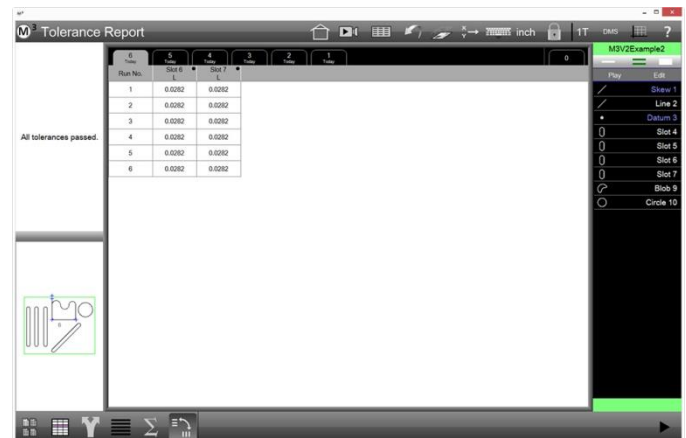 M³
M³ Tolerance Report
inch 1T DMS ?
6 Today 5 Today 4 Today 3 Today 2 Today 1 Today 0
Run No. Slot 6 L Slot 7 L
1 0.0282 0.0282
2 0.0282 0.0282
3 0.0282 0.0282
4 0.0282 0.0282
5 0.0282 0.0282
6 0.0282 0.0282
All tolerances passed.
0
M3V2Example2
Play Edit
Skew 1
Line 2
Datum 3
Slot 4
Slot 5
Slot 6
Slot 7
Blob 9
Circle 10